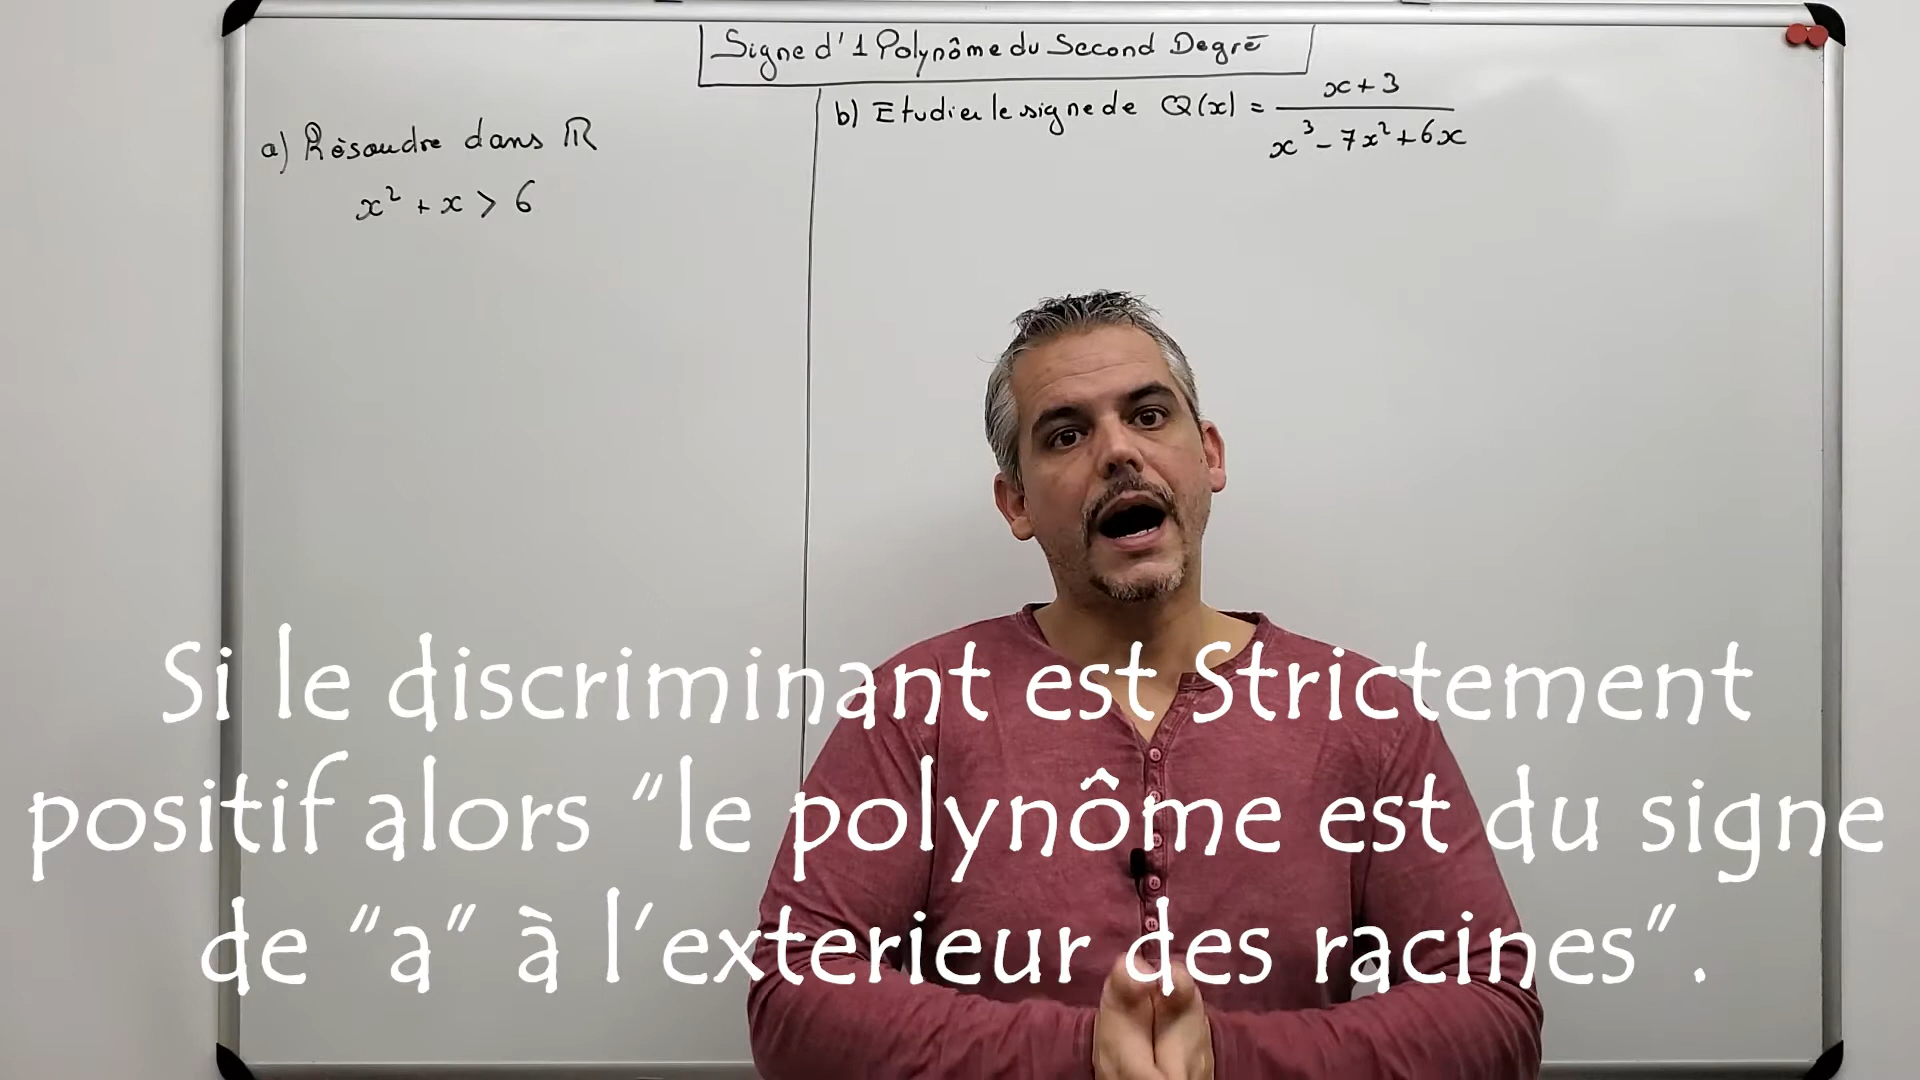 Signe d'1 Polynôme du Second Degré
a) Résoudre dans ℝ
x² + x > 6
b) Etudier le signe de Q(x) = (x + 3)/(x³ - 7x² + 6x)
Si le discriminant est Strictement
positif alors “le polynôme est du signe
de “a” à l'exterieur des racines”.